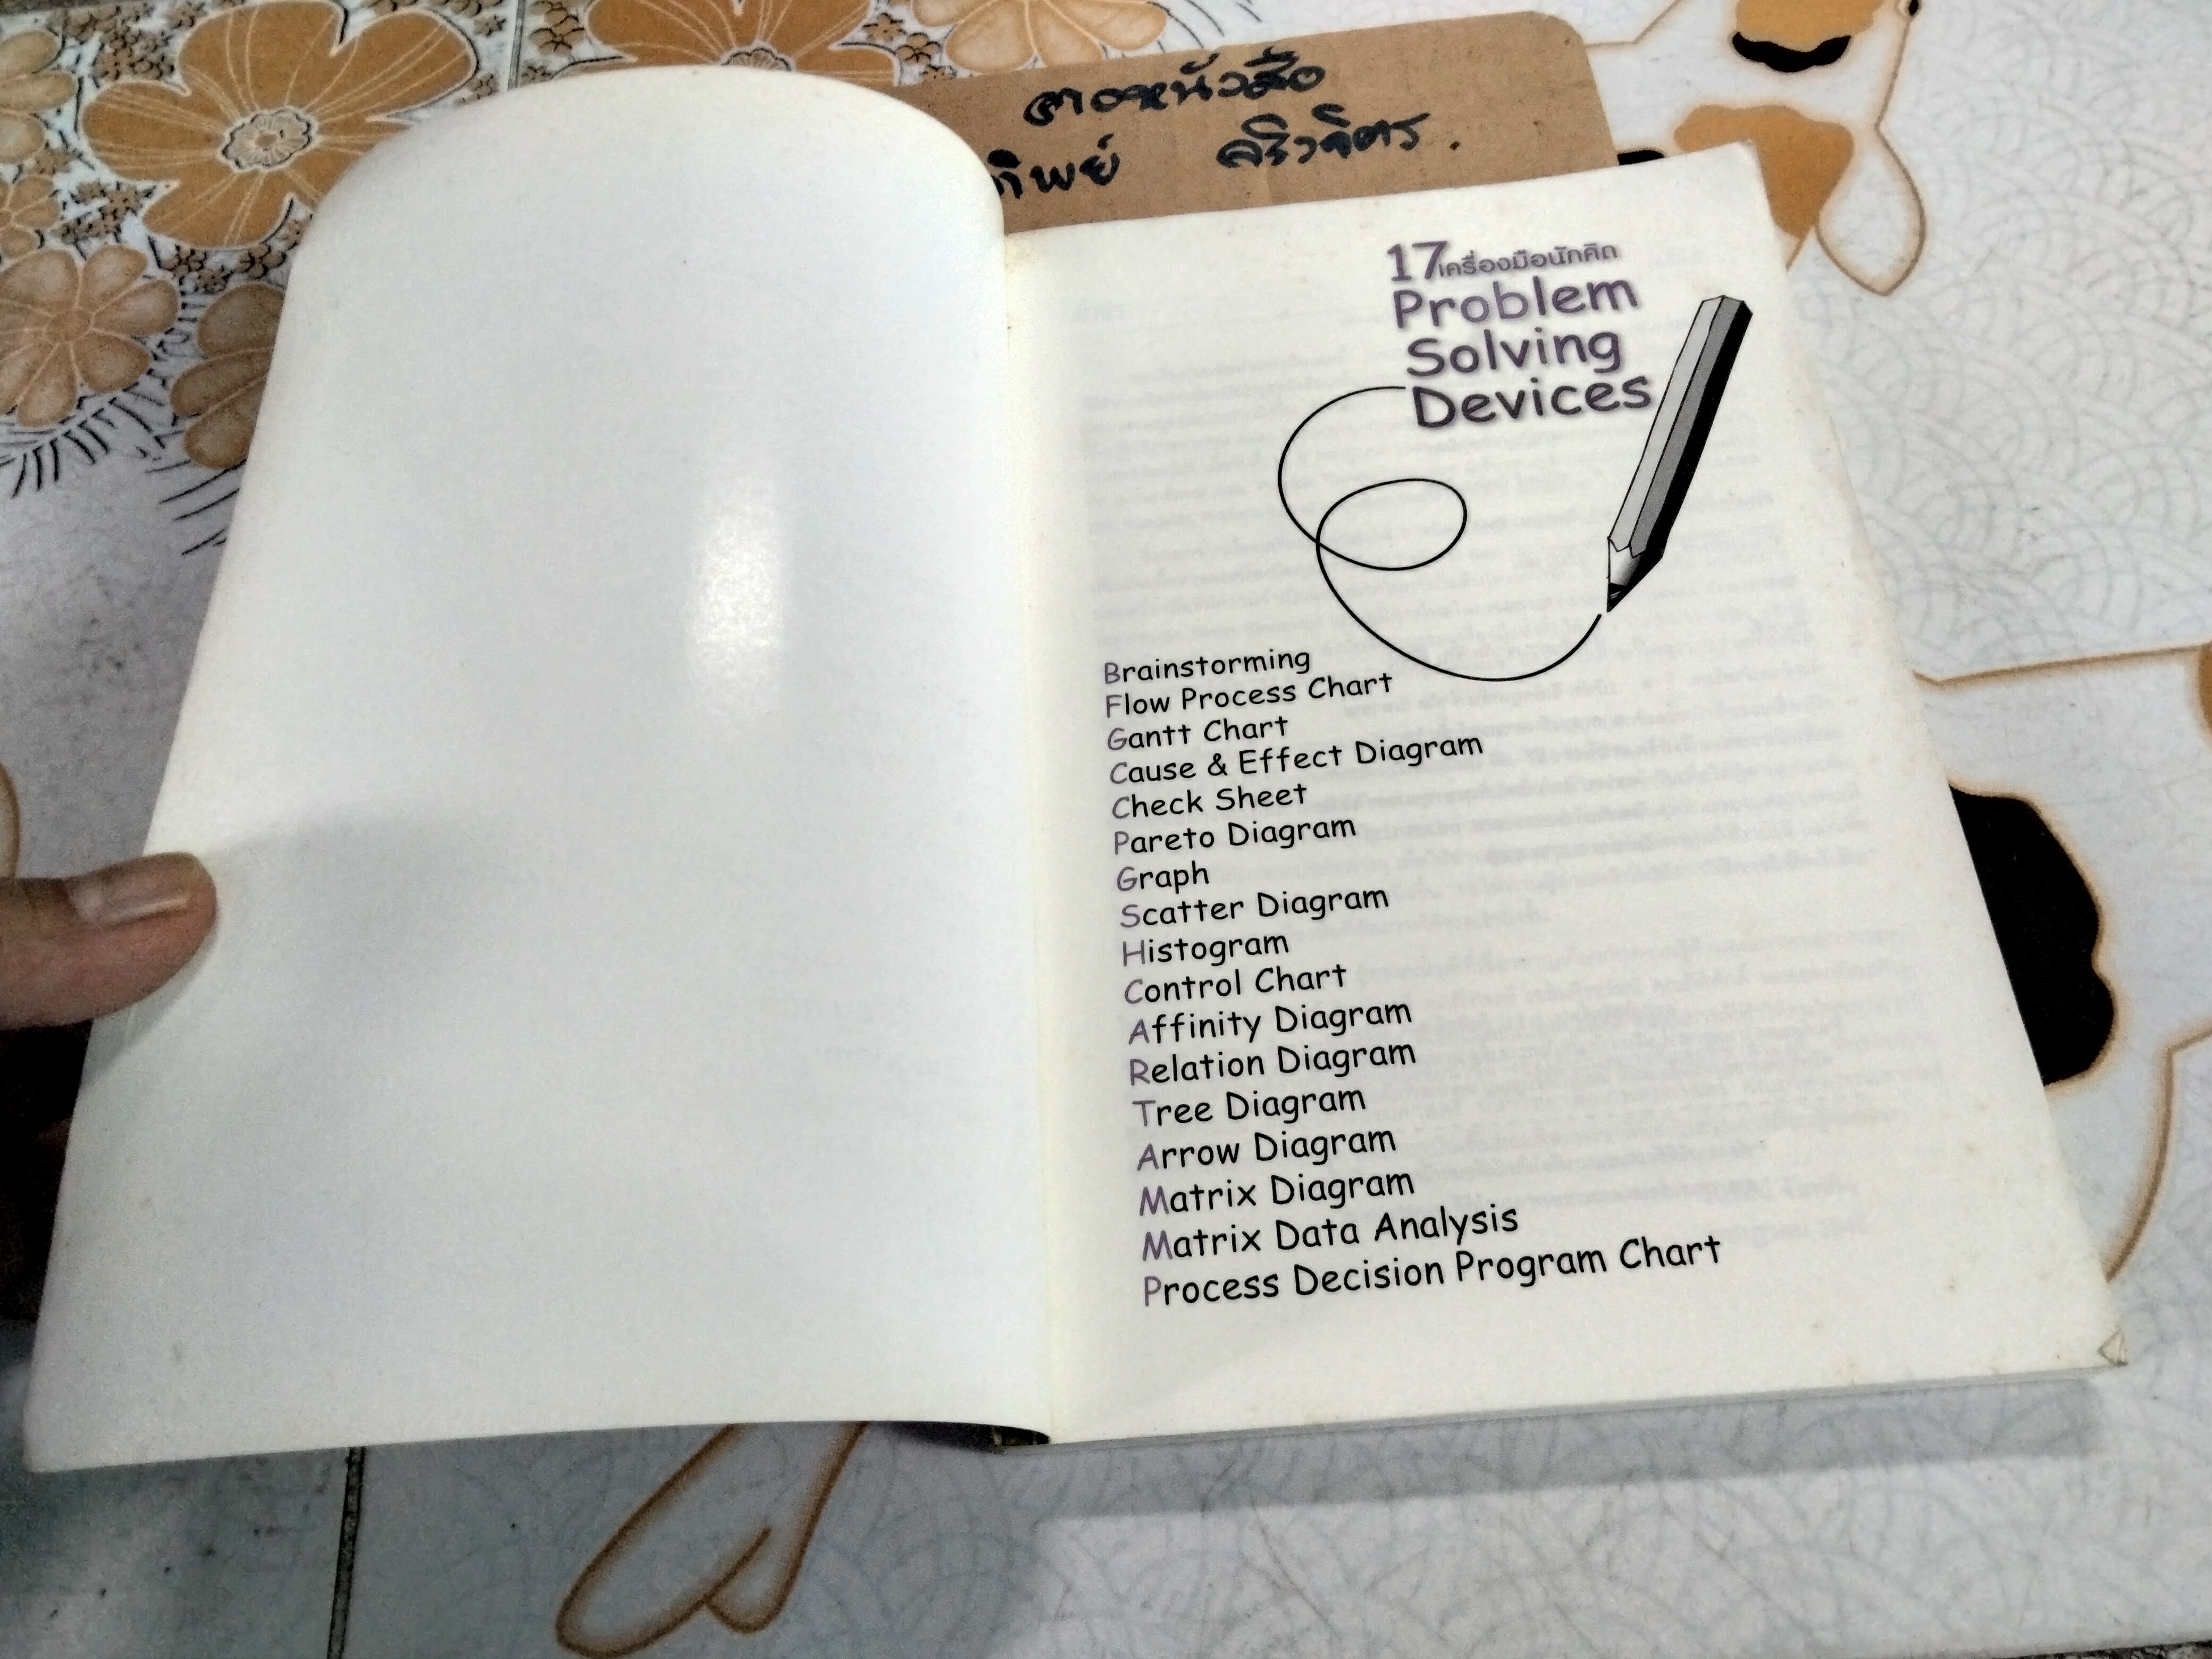 17เครื่องมือนักคิด
Problem
Solving
Devices
Brainstorming
Flow Process Chart
Gantt Chart
Cause & Effect Diagram
Check Sheet
Pareto Diagram
Graph
Scatter Diagram
Histogram
Control Chart
Affinity Diagram
Relation Diagram
Tree Diagram
Arrow Diagram
Matrix Diagram
Matrix Data Analysis
Process Decision Program Chart